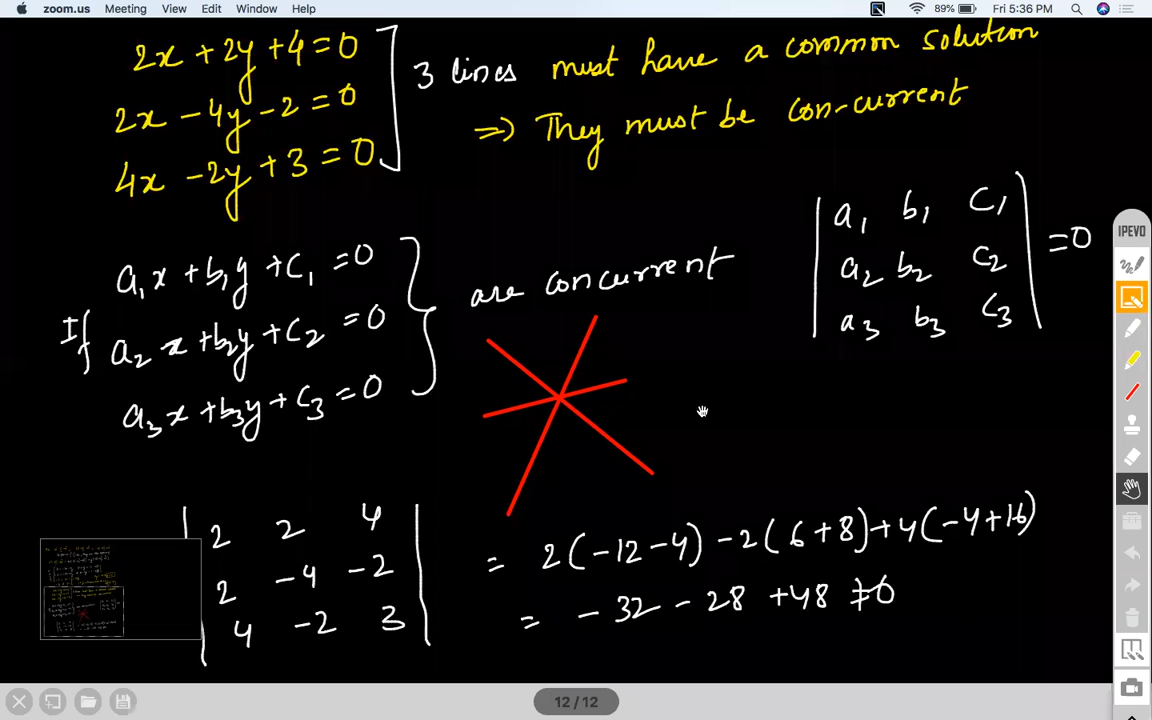 zoom.us Meeting View Edit Window Help 89% Fri 5:36 PM
2x + 2y + 4 = 0
2x - 4y - 2 = 0
4x - 2y + 3 = 0
3 lines must have a common solution
=> They must be con-current
a1 b1 c1
a2 b2 c2 = 0
a3 b3 c3
IPEVO
a1x + b1y + c1 = 0
If a2x + b2y + c2 = 0
a3x + b3y + c3 = 0
are concurrent
2 2 4
2 -4 -2
4 -2 3
= 2(-12-4) - 2(6+8) + 4(-4+16)
= -32 - 28 + 48 ≠ 0
12 / 12